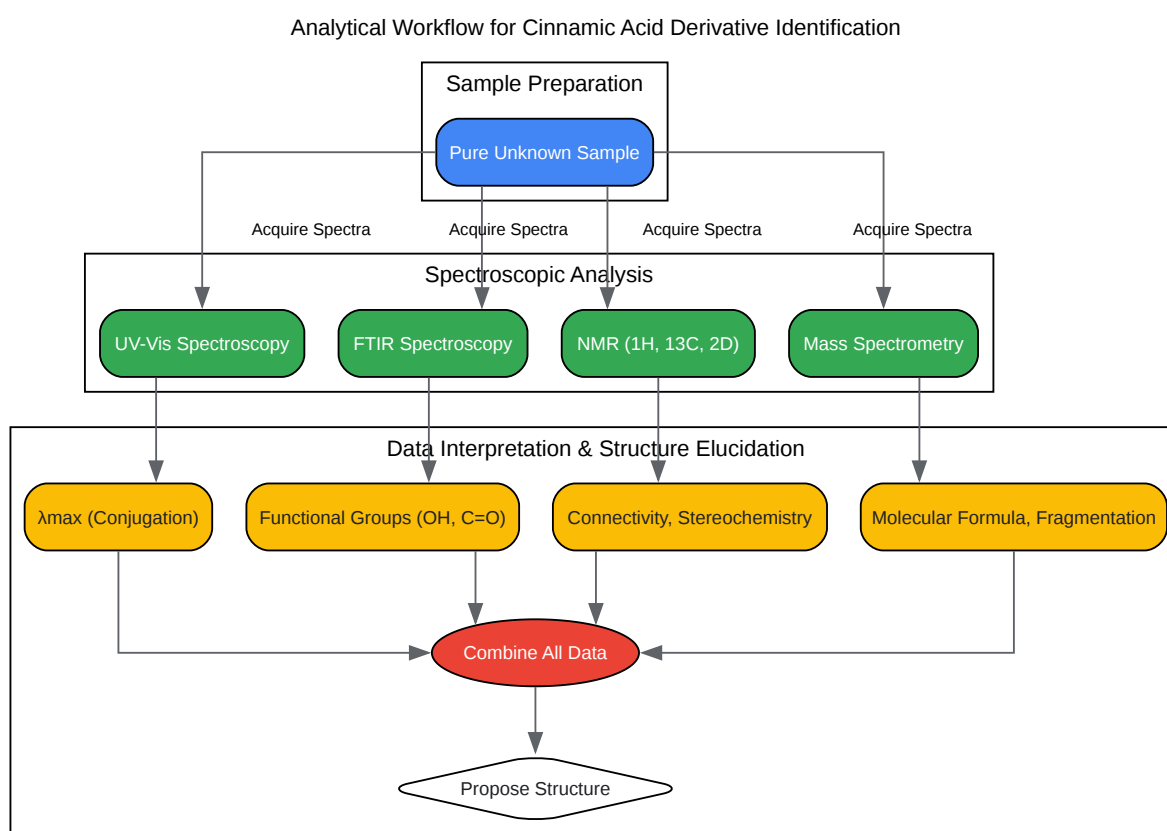 Analytical Workflow for Cinnamic Acid Derivative Identification
Sample Preparation
Pure Unknown Sample
Acquire Spectra
Acquire Spectra
Acquire Spectra
Acquire Spectra
Spectroscopic Analysis
UV-Vis Spectroscopy
FTIR Spectroscopy
NMR (1H, 13C, 2D)
Mass Spectrometry
Data Interpretation & Structure Elucidation
λmax (Conjugation)
Functional Groups (OH, C=O)
Connectivity, Stereochemistry
Molecular Formula, Fragmentation
Combine All Data
Propose Structure